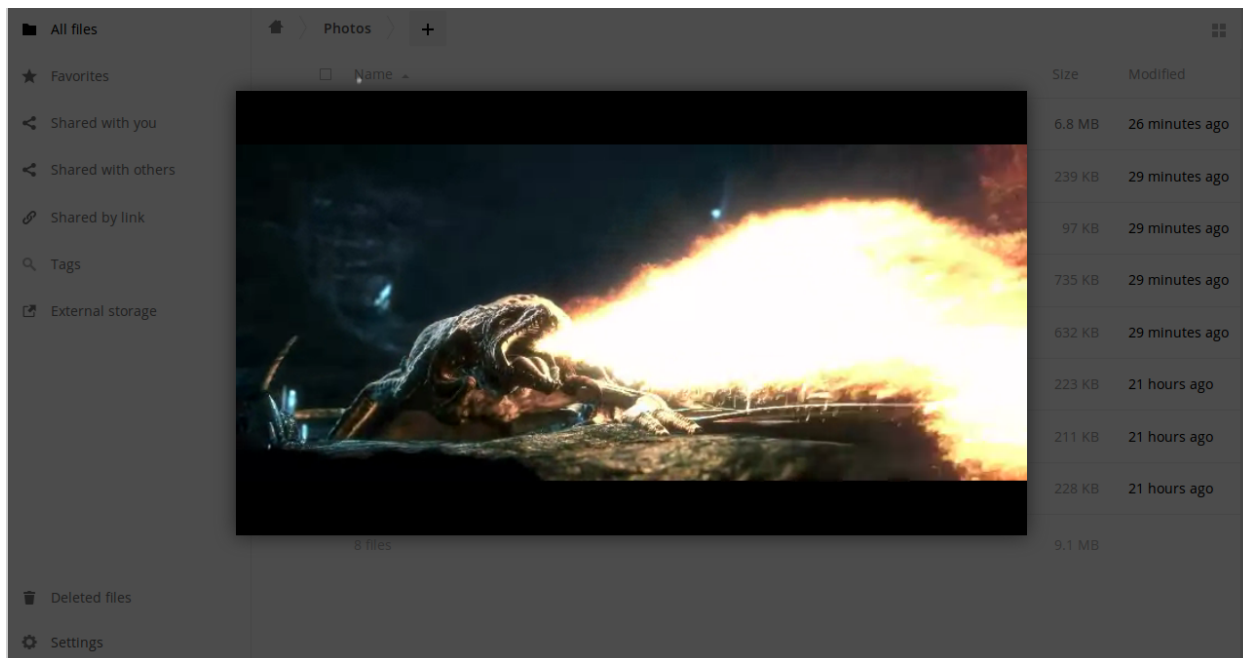 All files
Photos
+
Favorites
Name
Size
Modified
Shared with you
6.8 MB
26 minutes ago
Shared with others
239 KB
29 minutes ago
Shared by link
97 KB
29 minutes ago
Tags
735 KB
29 minutes ago
External storage
632 KB
29 minutes ago
223 KB
21 hours ago
211 KB
21 hours ago
228 KB
21 hours ago
8 files
9.1 MB
Deleted files
Settings